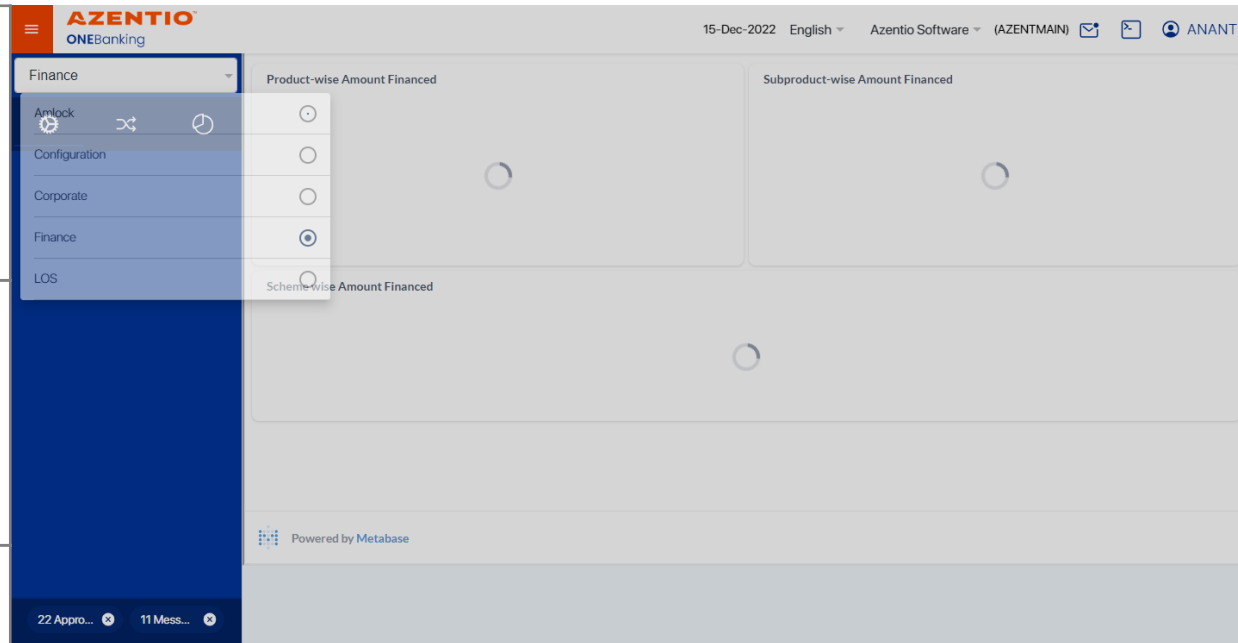 AZENTIO™
ONEBanking
15-Dec-2022 English Azentio Software (AZENTMAIN) ANANT
Finance
Amlock
Configuration
Corporate
Finance
LOS
Product-wise Amount Financed
Subproduct-wise Amount Financed
Scheme-wise Amount Financed
Powered by Metabase
22 Appro... 11 Mess...